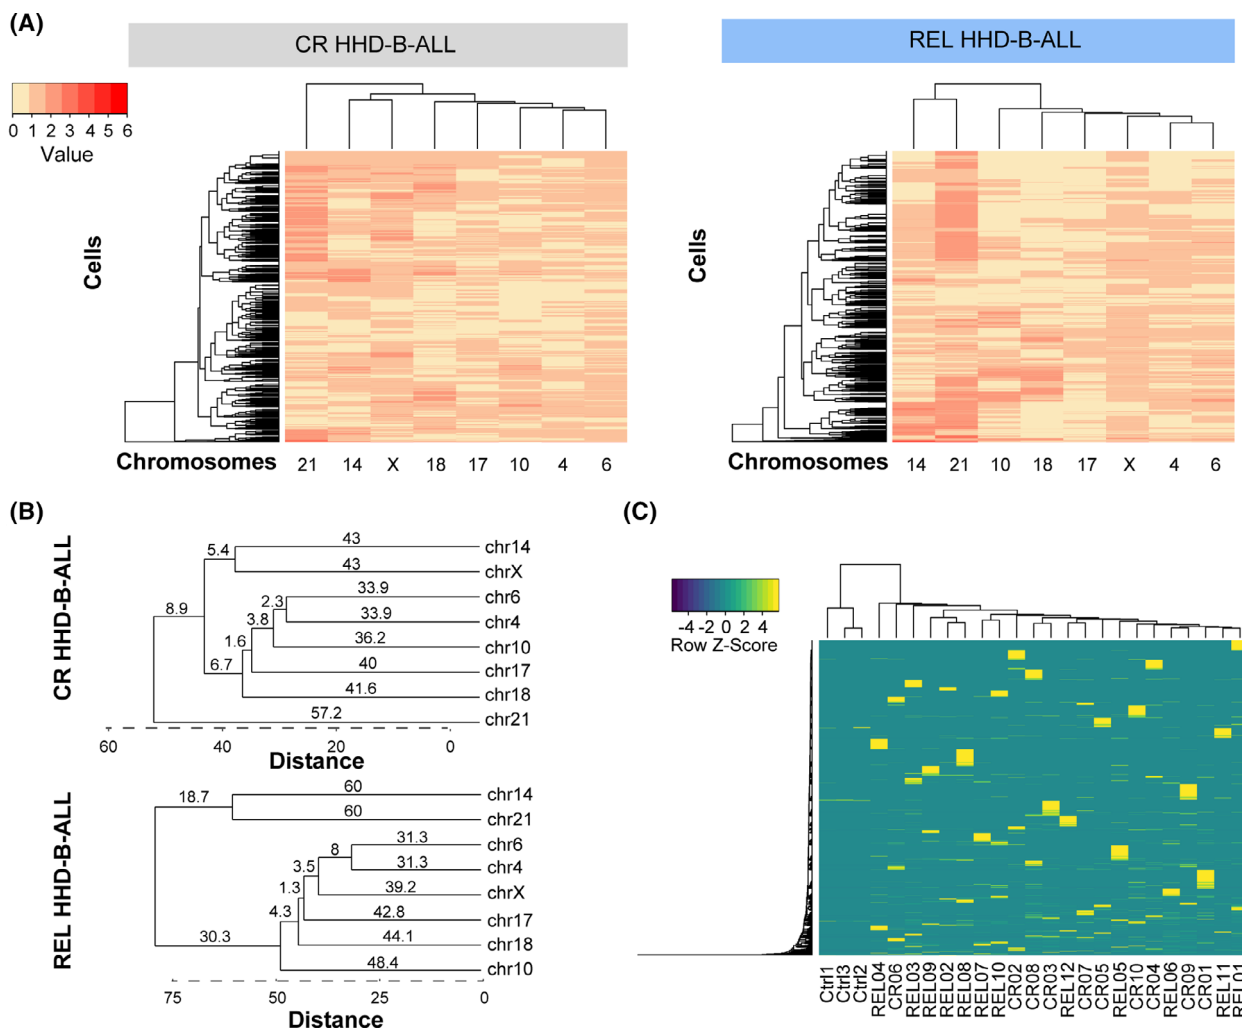 (A)
CR HHD-B-ALL
REL HHD-B-ALL
0 1 2 3 4 5 6
Value
Cells
Cells
Chromosomes 21 14 X 18 17 10 4 6
Chromosomes 14 21 10 18 17 X 4 6
(B)
CR HHD-B-ALL
43 chr14
5.4
43 chrX
8.9
33.9 chr6
2.3
33.9 chr4
3.8
36.2 chr10
1.6
40 chr17
6.7
41.6 chr18
57.2 chr21
60 40 20 0
Distance
REL HHD-B-ALL
60 chr14
18.7
60 chr21
31.3 chr6
8
31.3 chr4
3.5
39.2 chrX
1.3
42.8 chr17
4.3
44.1 chr18
30.3
48.4 chr10
75 50 25 0
Distance
(C)
-4 -2 0 2 4
Row Z-Score
Ctrl1
Ctrl3
Ctrl2
REL04
CR06
REL03
REL09
REL02
REL08
REL07
REL10
CR02
CR08
CR03
REL12
CR07
CR05
REL05
CR10
CR04
REL06
CR09
CR01
REL11
REL01